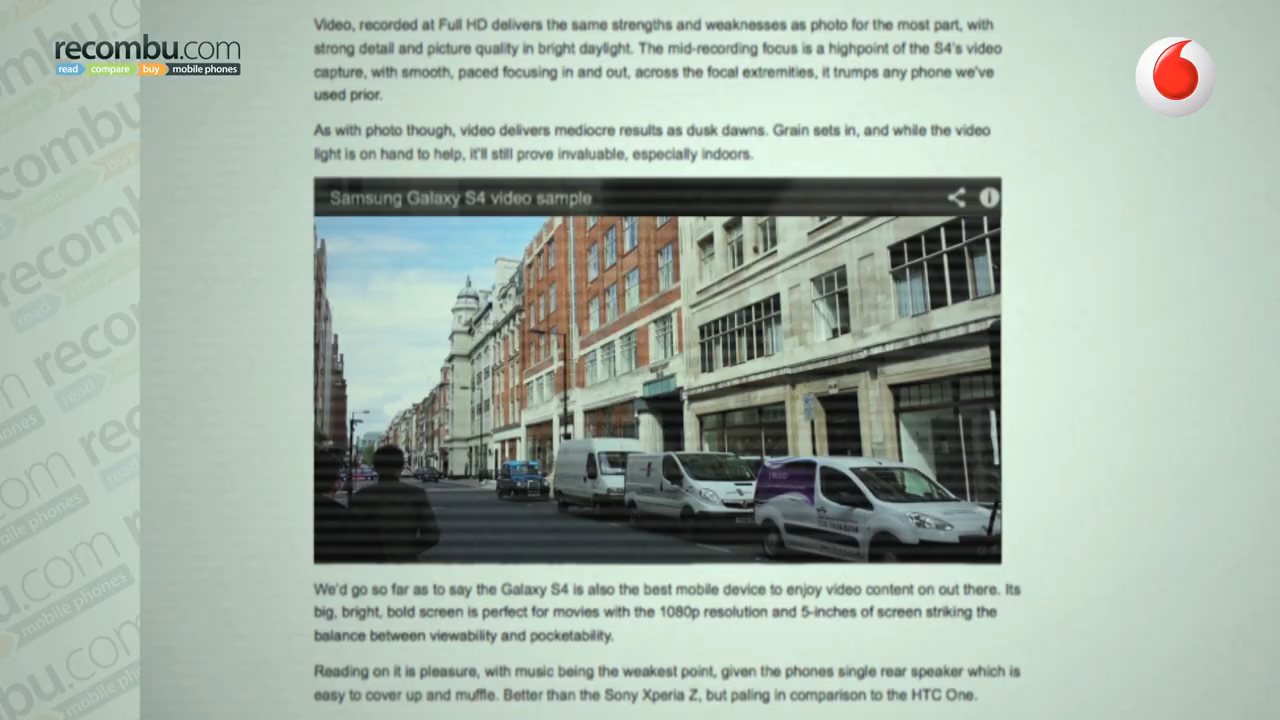 recombu.com
read compare buy mobile phones
Video, recorded at Full HD delivers the same strengths and weaknesses as photo for the most part, with
strong detail and picture quality in bright daylight. The mid-recording focus is a highpoint of the S4's video
capture, with smooth, paced focusing in and out, across the focal extremities, it trumps any phone we've
used prior.
As with photo though, video delivers mediocre results as dusk dawns. Grain sets in, and while the video
light is on hand to help, it'll still prove invaluable, especially indoors.
Samsung Galaxy S4 video sample
We'd go so far as to say the Galaxy S4 is also the best mobile device to enjoy video content on out there. Its
big, bright, bold screen is perfect for movies with the 1080p resolution and 5-inches of screen striking the
balance between viewability and pocketability.
Reading on it is pleasure, with music being the weakest point, given the phones single rear speaker which is
easy to cover up and muffle. Better than the Sony Xperia Z, but paling in comparison to the HTC One.